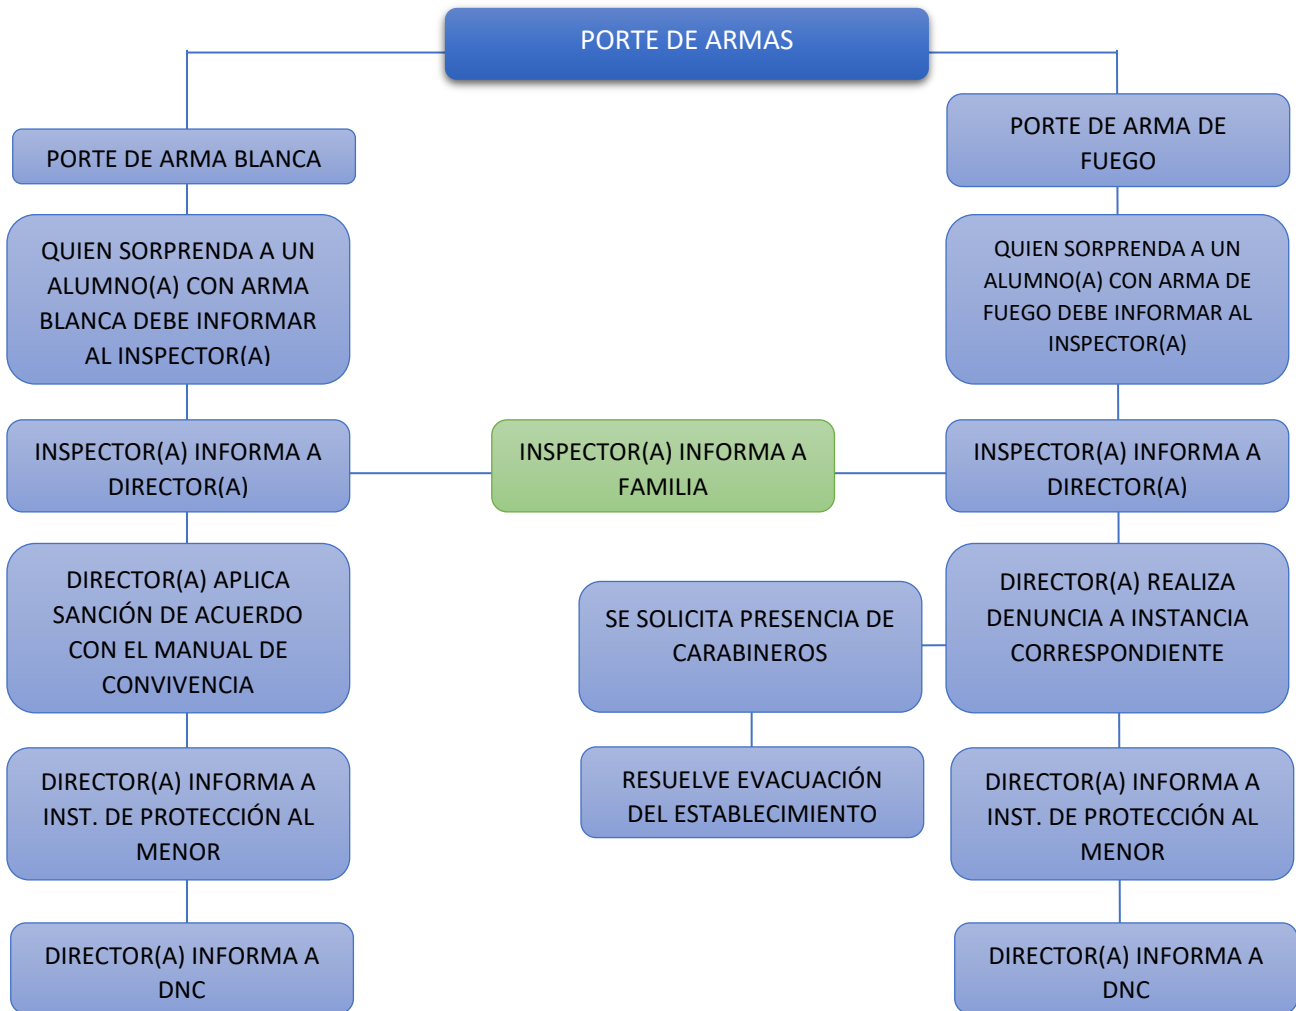 PORTE DE ARMAS
PORTE DE ARMA BLANCA
QUIEN SORPRENDA A UN
ALUMNO(A) CON ARMA
BLANCA DEBE INFORMAR
AL INSPECTOR(A)
INSPECTOR(A) INFORMA A
DIRECTOR(A)
DIRECTOR(A) APLICA
SANCIÓN DE ACUERDO
CON EL MANUAL DE
CONVIVENCIA
DIRECTOR(A) INFORMA A
INST. DE PROTECCIÓN AL
MENOR
DIRECTOR(A) INFORMA A
DNC
INSPECTOR(A) INFORMA A
FAMILIA
PORTE DE ARMA DE
FUEGO
QUIEN SORPRENDA A UN
ALUMNO(A) CON ARMA DE
FUEGO DEBE INFORMAR AL
INSPECTOR(A)
INSPECTOR(A) INFORMA A
DIRECTOR(A)
DIRECTOR(A) REALIZA
DENUNCIA A INSTANCIA
CORRESPONDIENTE
SE SOLICITA PRESENCIA DE
CARABINEROS
RESUELVE EVACUACIÓN
DEL ESTABLECIMIENTO
DIRECTOR(A) INFORMA A
INST. DE PROTECCIÓN AL
MENOR
DIRECTOR(A) INFORMA A
DNC